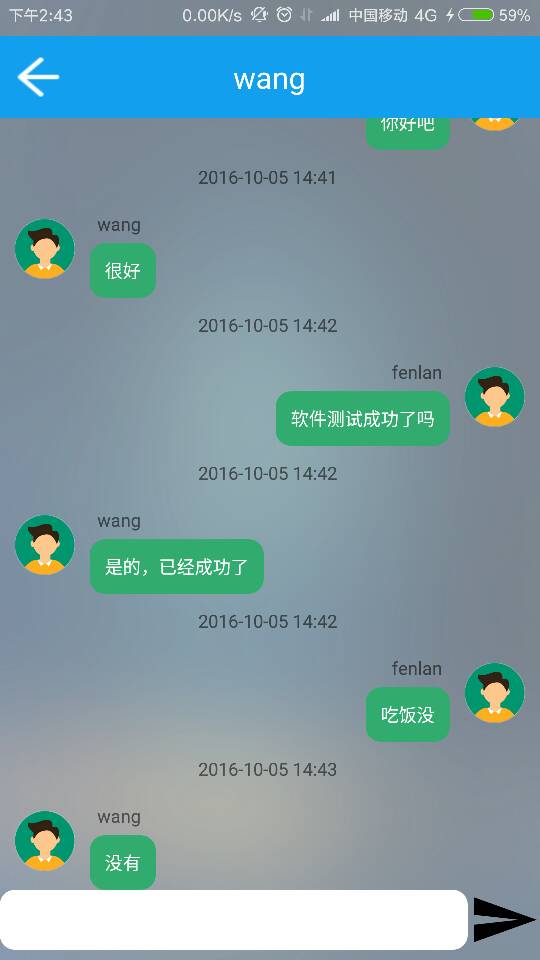 下午2:43 0.00K/s 中国移动 4G 59%
wang
你好吧
2016-10-05 14:41
wang
很好
2016-10-05 14:42
fenlan
软件测试成功了吗
2016-10-05 14:42
wang
是的，已经成功了
2016-10-05 14:42
fenlan
吃饭没
2016-10-05 14:43
wang
没有